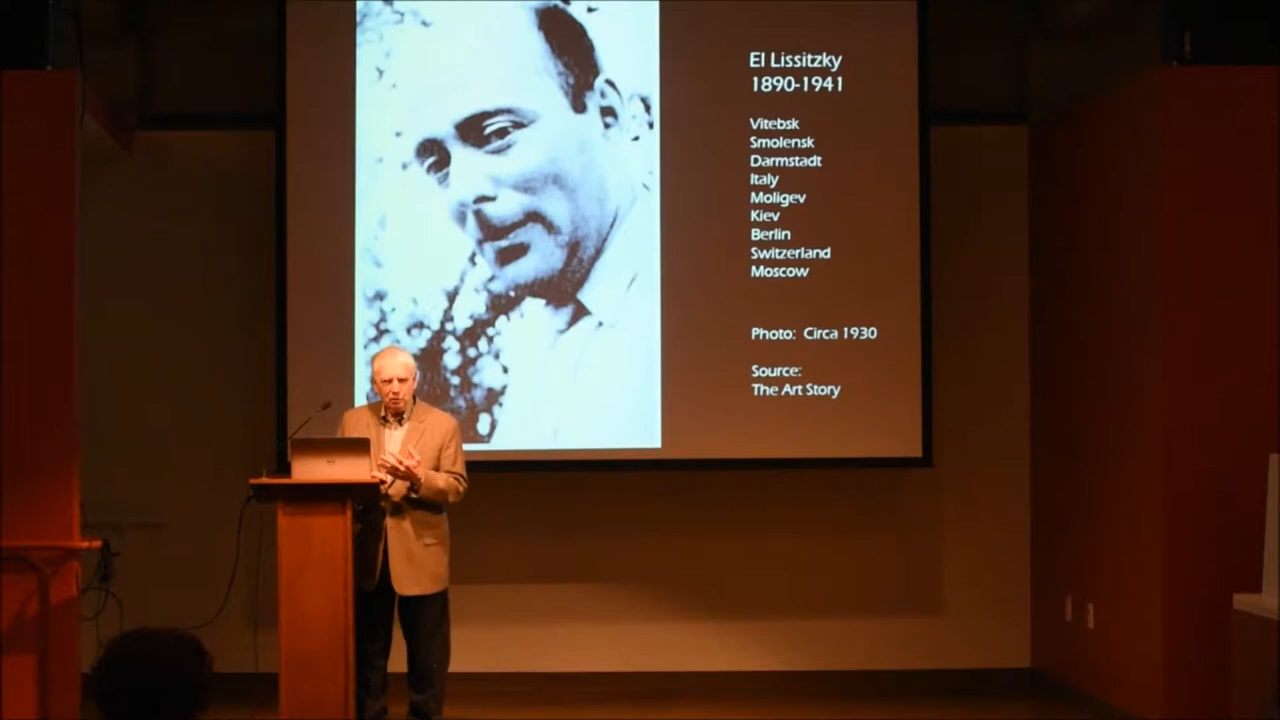 El Lissitzky
1890-1941
Vitebsk
Smolensk
Darmstadt
Italy
Moligev
Kiev
Berlin
Switzerland
Moscow
Photo: Circa 1930
Source:
The Art Story